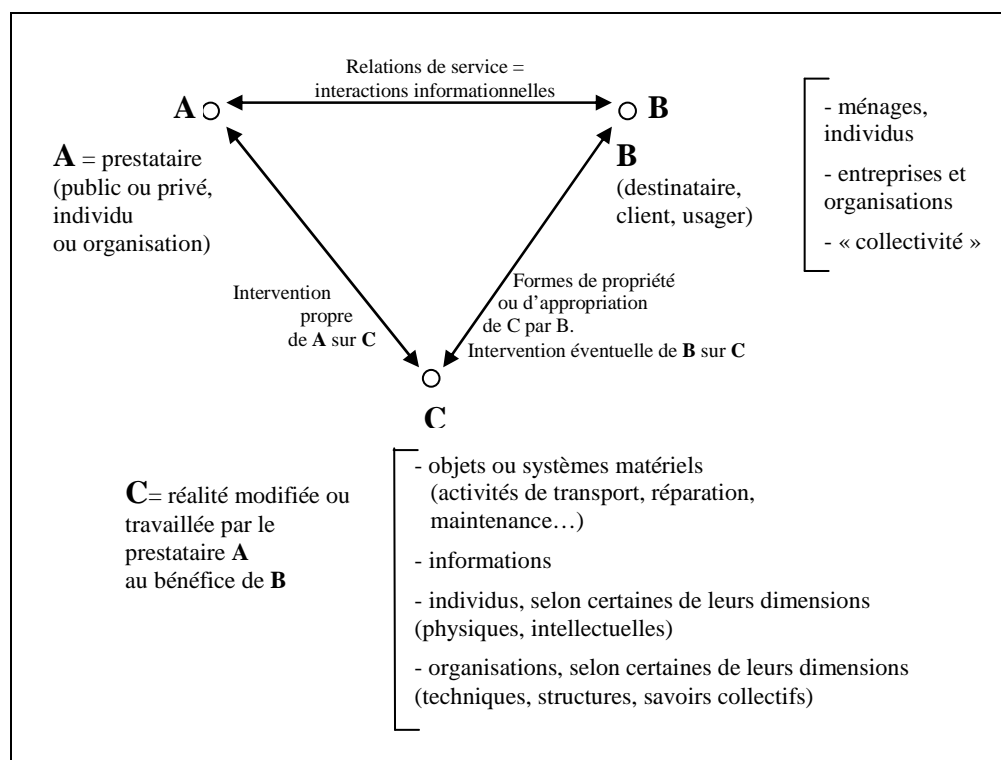 Relations de service =
interactions informationnelles
A
B
A = prestataire
(public ou privé,
individu
ou organisation)
B
(destinataire,
client, usager)
- ménages,
individus
- entreprises et
organisations
- « collectivité »
Intervention
propre
de A sur C
Formes de propriété
ou d’appropriation
de C par B.
Intervention éventuelle de B sur C
C
C= réalité modifiée ou
travaillée par le
prestataire A
au bénéfice de B
- objets ou systèmes matériels
(activités de transport, réparation,
maintenance…)
- informations
- individus, selon certaines de leurs dimensions
(physiques, intellectuelles)
- organisations, selon certaines de leurs dimensions
(techniques, structures, savoirs collectifs)